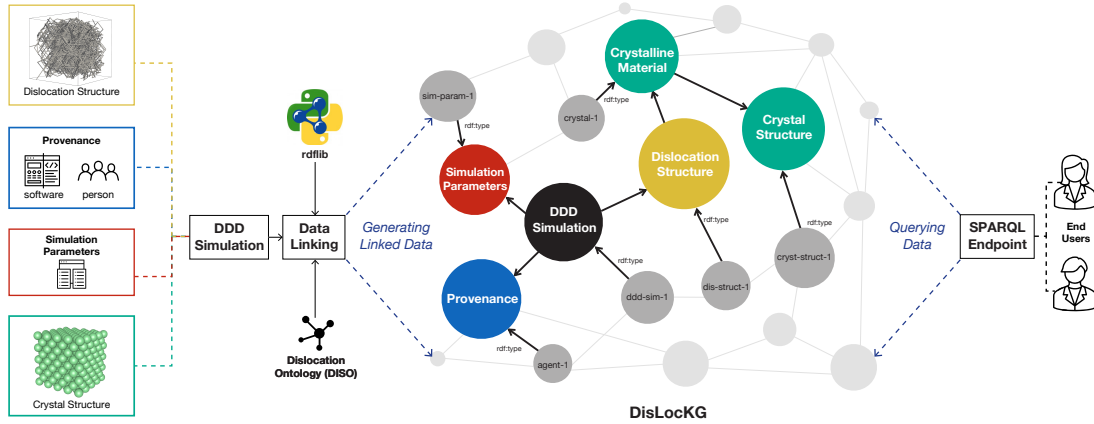 Dislocation Structure
Provenance
software
person
Simulation
Parameters
Crystal Structure
DDD
Simulation
rdflib
Data
Linking
Dislocation
Ontology (DISO)
Generating
Linked Data
sim-param-1
rdf:type
Simulation
Parameters
crystal-1
rdf:type
Crystalline
Material
Crystal
Structure
Dislocation
Structure
DDD
Simulation
Provenance
rdf:type
ddd-sim-1
rdf:type
dis-struct-1
rdf:type
cryst-struct-1
rdf:type
agent-1
DisLocKG
Querying
Data
SPARQL
Endpoint
End
Users